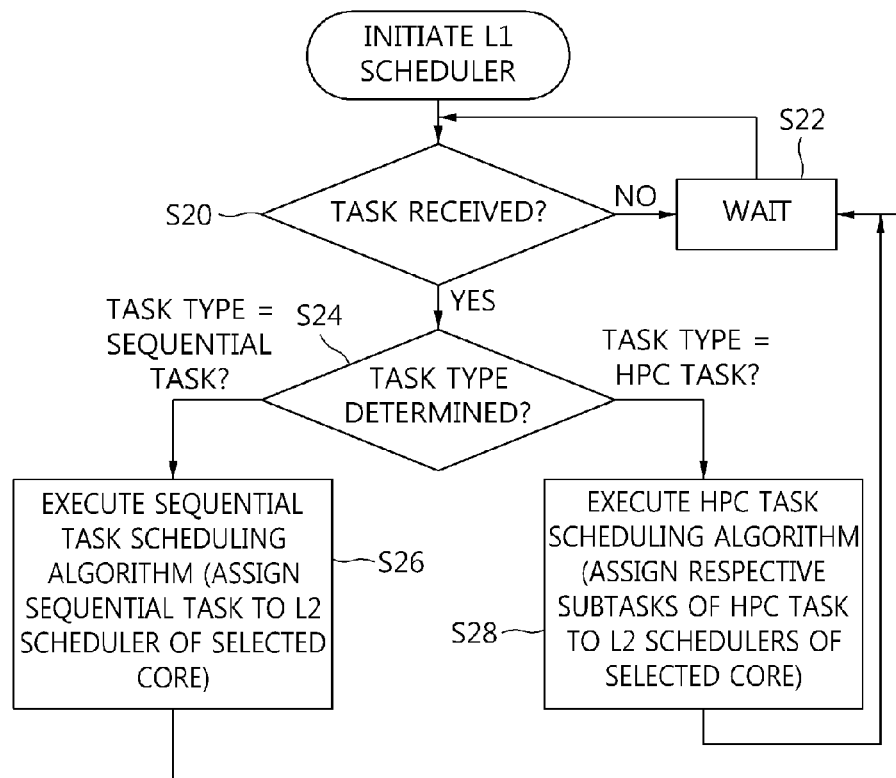 INITIATE L1
SCHEDULER
S22
S20
TASK RECEIVED?
NO
WAIT
YES
TASK TYPE =
SEQUENTIAL
TASK?
S24
TASK TYPE
DETERMINED?
TASK TYPE =
HPC TASK?
EXECUTE SEQUENTIAL
TASK SCHEDULING
ALGORITHM (ASSIGN
SEQUENTIAL TASK TO L2
SCHEDULER OF SELECTED
CORE)
S26
EXECUTE HPC TASK
SCHEDULING ALGORITHM
(ASSIGN RESPECTIVE
SUBTASKS OF HPC TASK
TO L2 SCHEDULERS OF
SELECTED CORE)
S28